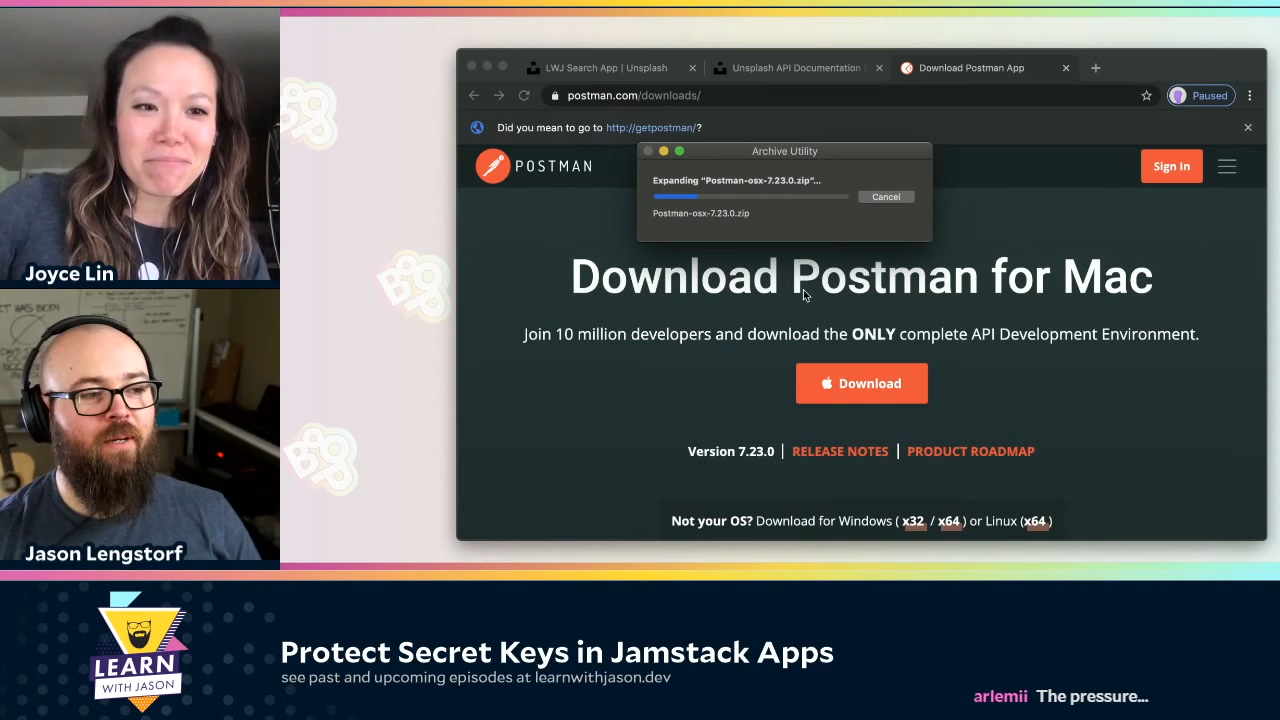 Joyce Lin
Jason Lengstorf
LWJ Search App | Unsplash
Unsplash API Documentation
Download Postman App
postman.com/downloads/
Paused
Did you mean to go to http://getpostman/?
POSTMAN
Sign In
Archive Utility
Expanding “Postman-osx-7.23.0.zip”...
Cancel
Postman-osx-7.23.0.zip
Download Postman for Mac
Join 10 million developers and download the ONLY complete API Development Environment.
Download
Version 7.23.0 | RELEASE NOTES | PRODUCT ROADMAP
Not your OS? Download for Windows ( x32 / x64 ) or Linux (x64 )
LEARN
WITH JASON
Protect Secret Keys in Jamstack Apps
see past and upcoming episodes at learnwithjason.dev
arlemii The pressure...